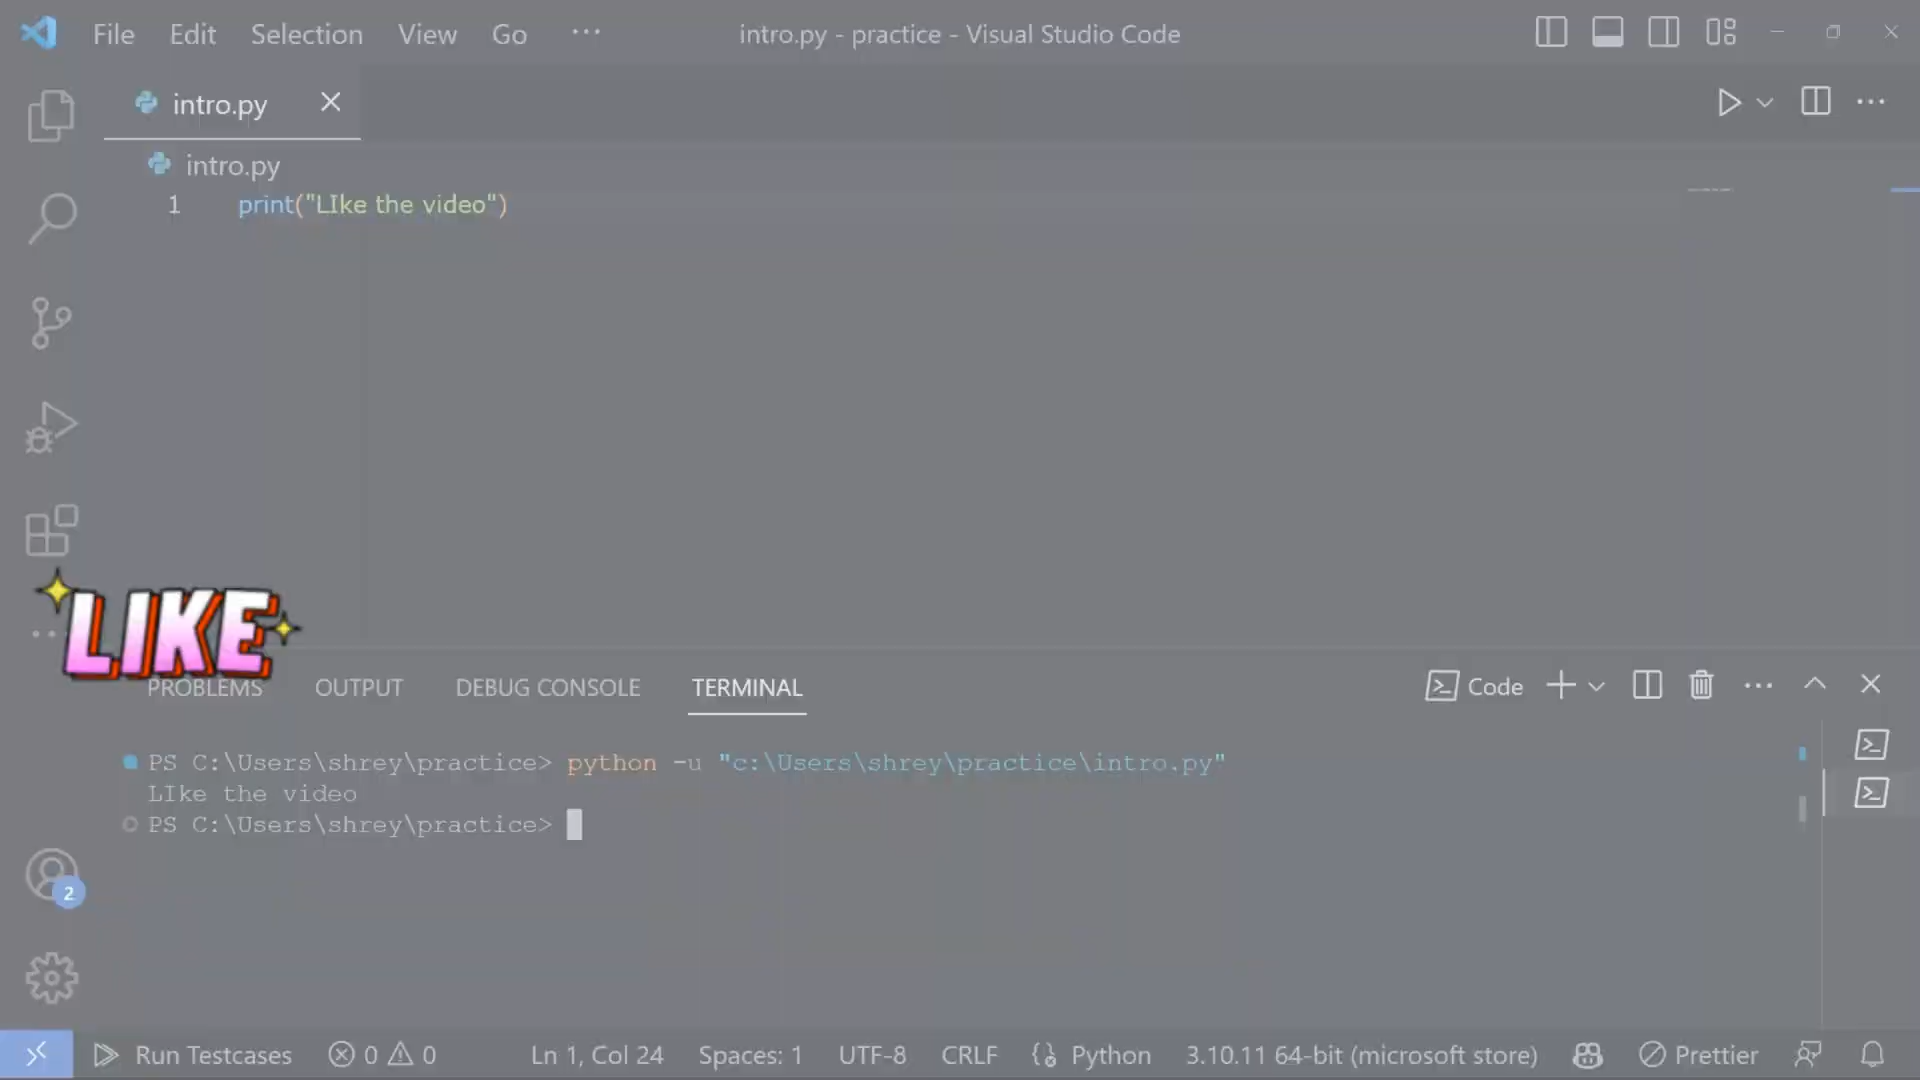 File Edit Selection View Go ··· intro.py - practice - Visual Studio Code
intro.py
intro.py
1 print("LIke the video")
LIKE
PROBLEMS OUTPUT DEBUG CONSOLE TERMINAL Code
PS C:\Users\shrey\practice> python -u "c:\Users\shrey\practice\intro.py"
LIke the video
PS C:\Users\shrey\practice>
2
Run Testcases 0 0 Ln 1, Col 24 Spaces: 1 UTF-8 CRLF Python 3.10.11 64-bit (microsoft store) Prettier